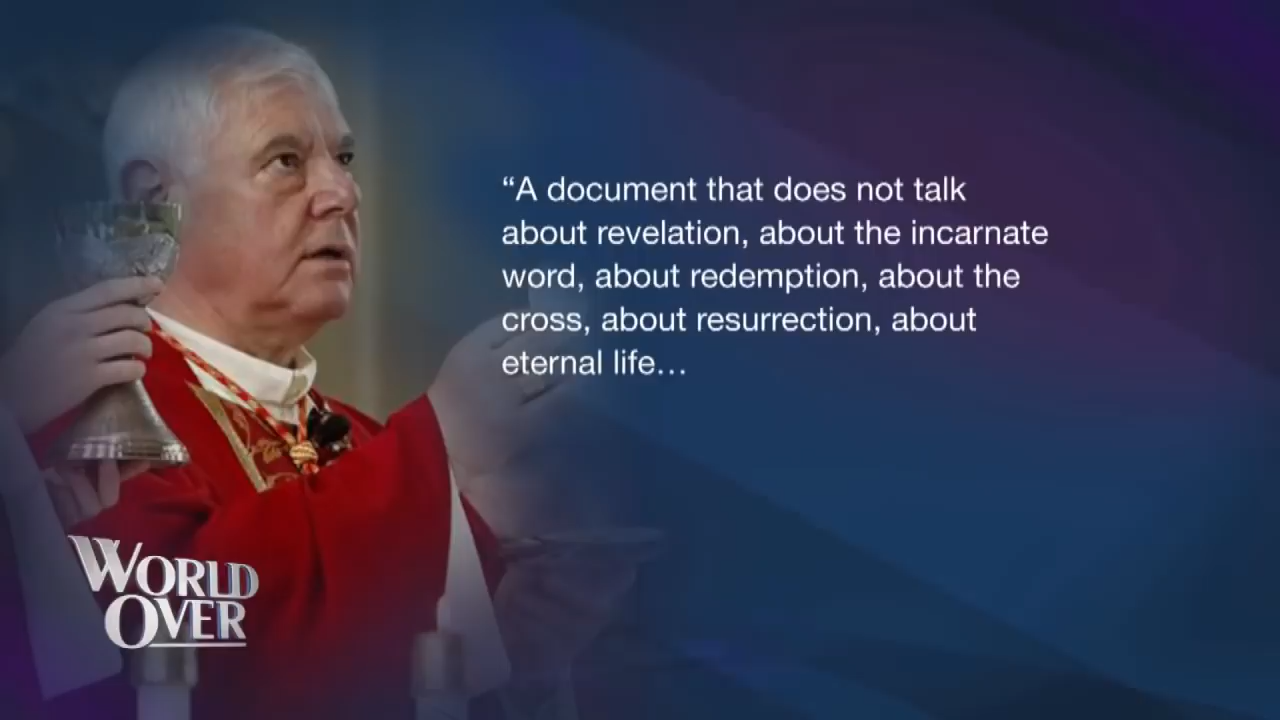 “A document that does not talk
about revelation, about the incarnate
word, about redemption, about the
cross, about resurrection, about
eternal life…
WORLD
OVER